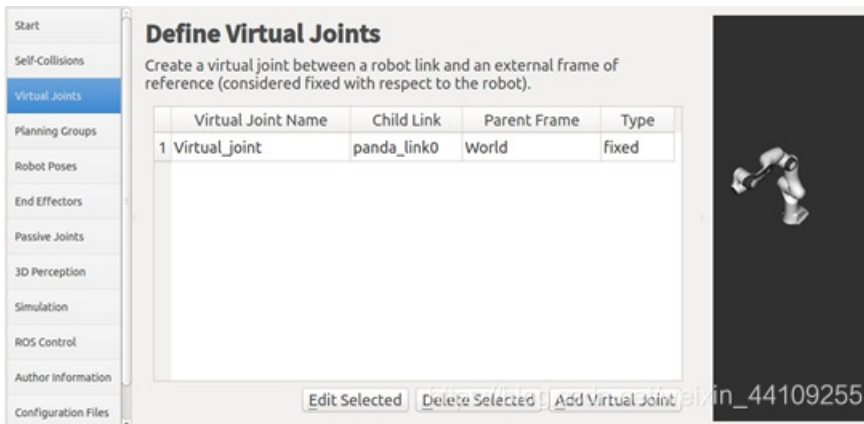 Start
Self-Collisions
Virtual Joints
Planning Groups
Robot Poses
End Effectors
Passive Joints
3D Perception
Simulation
ROS Control
Author Information
Configuration Files
Define Virtual Joints
Create a virtual joint between a robot link and an external frame of
reference (considered fixed with respect to the robot).
Virtual Joint Name Child Link Parent Frame Type
1 Virtual_joint panda_link0 World fixed
Edit Selected Delete Selected Add Virtual Joint
in_44109255